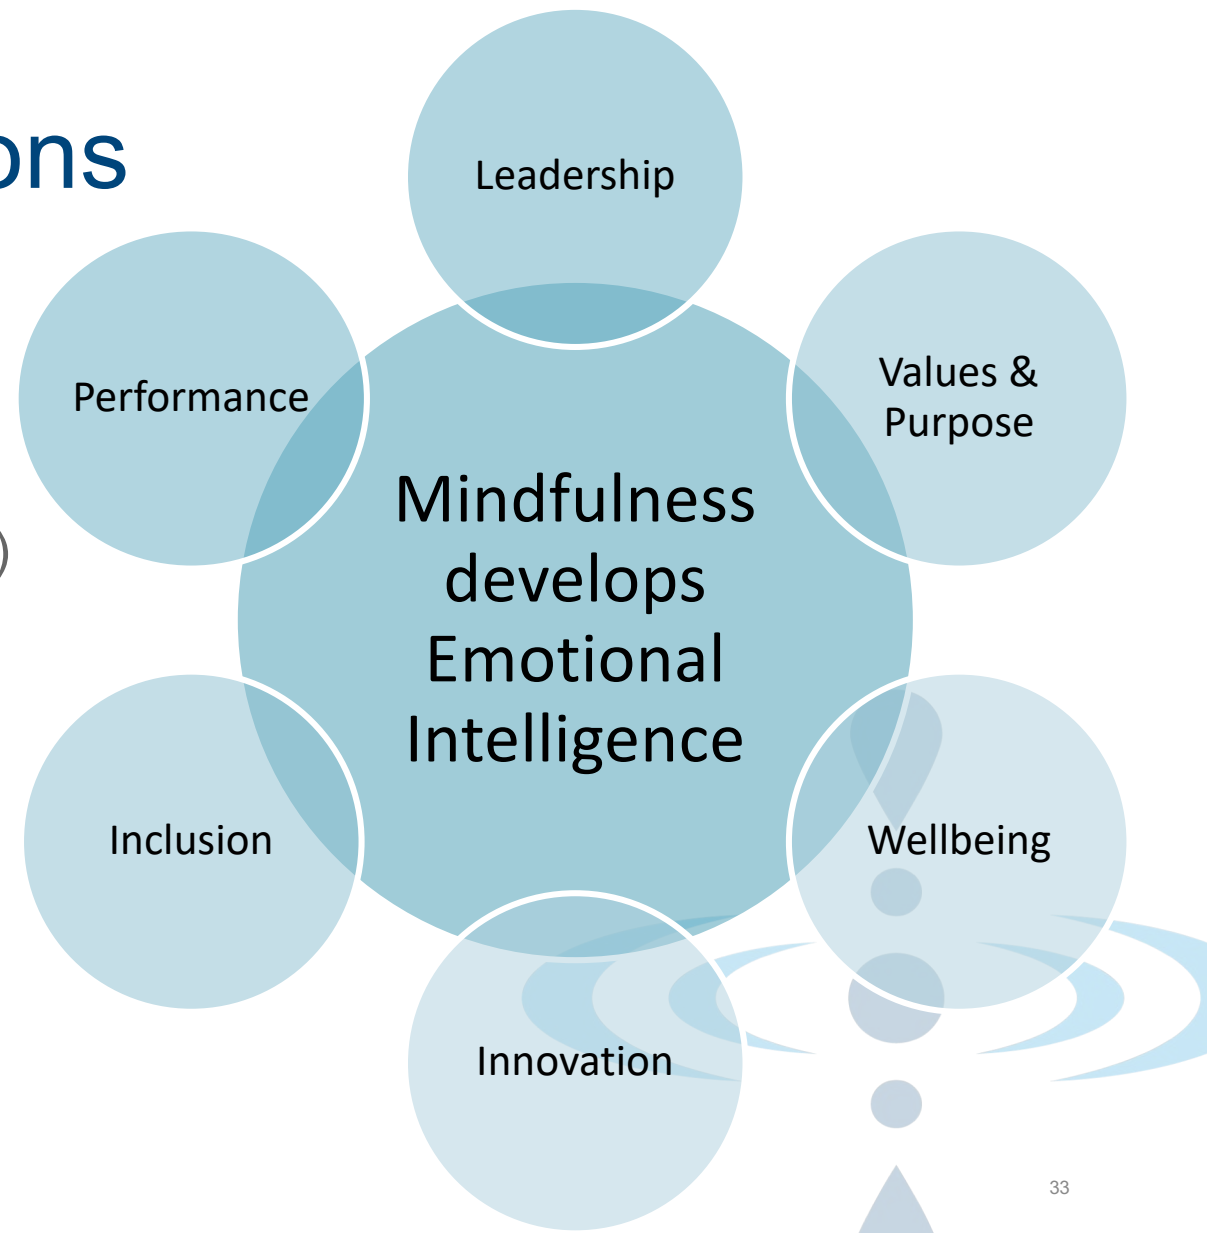 ons
Leadership
Performance
Values &
Purpose
Mindfulness
develops
Emotional
Intelligence
)
Inclusion
Wellbeing
Innovation
33